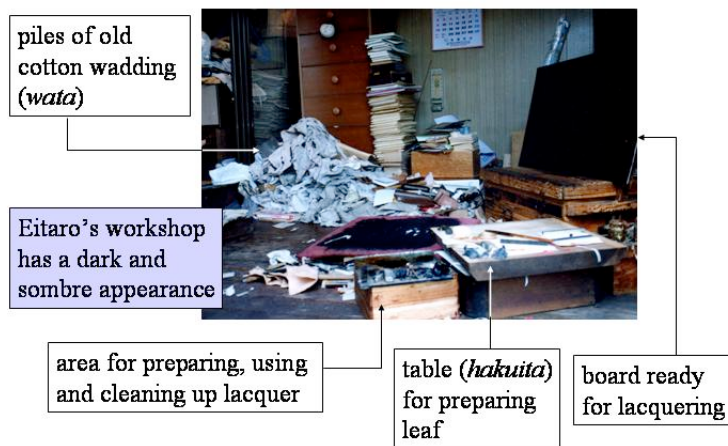 piles of old
cotton wadding
(wata)
Eitaro's workshop
has a dark and
sombre appearance
area for preparing, using
and cleaning up lacquer
table (hakuita)
for preparing
leaf
board ready
for lacquering